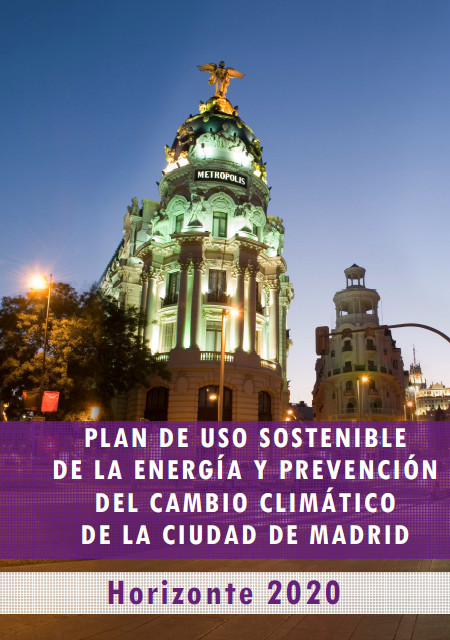 METROPOLIS
PLAN DE USO SOSTENIBLE
DE LA ENERGÍA Y PREVENCIÓN
DEL CAMBIO CLIMÁTICO
DE LA CIUDAD DE MADRID
Horizonte 2020